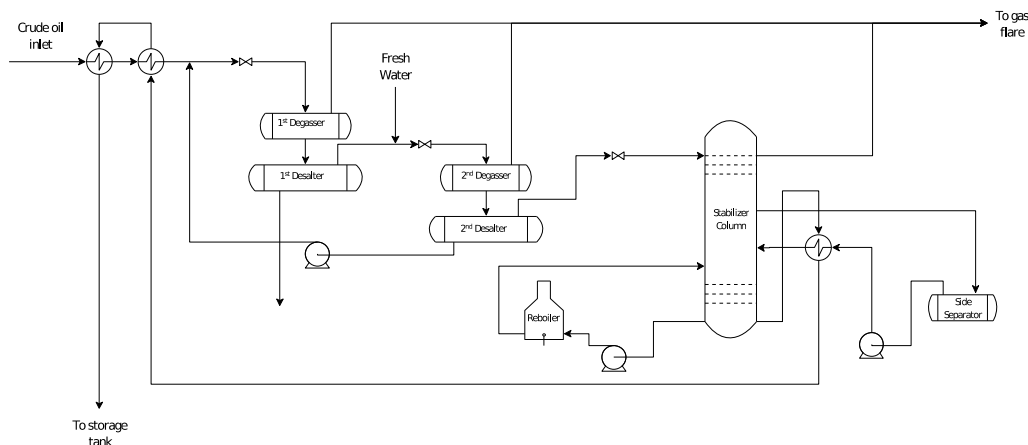 Crude oil
inlet
To gas
flare
Fresh
Water
1st Degasser
1st Desalter
2nd Degasser
2nd Desalter
Stabilizer
Column
Reboiler
Side
Separator
To storage
tank